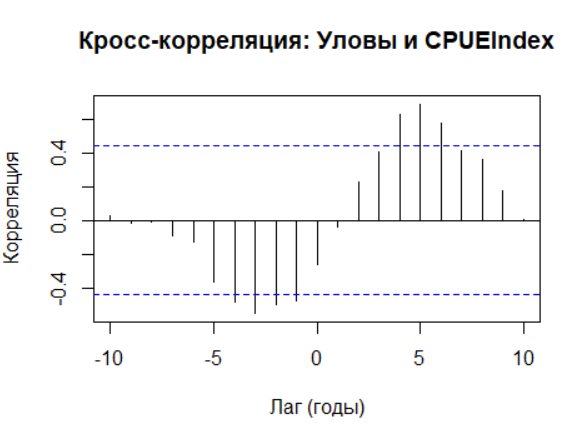 Кросс-корреляция: Уловы и CPUEIndex
Корреляция
0.4
0.0
-0.4
-10 -5 0 5 10
Лаг (годы)